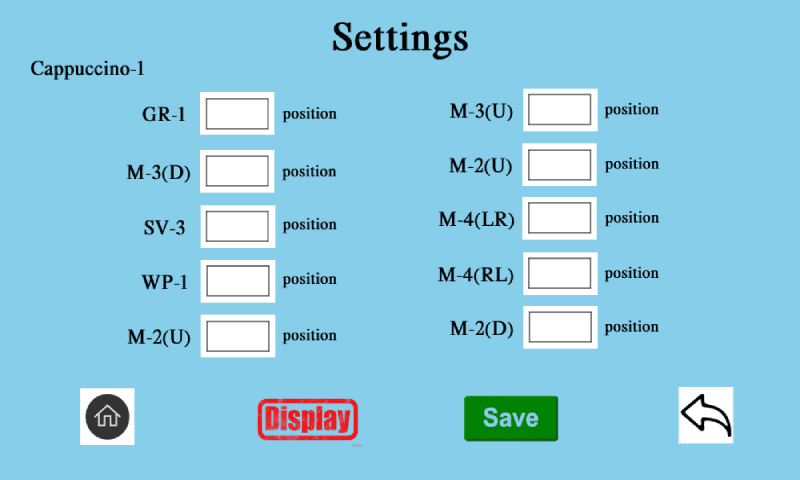 Settings
Cappuccino-1
GR-1 position
M-3(D) position
SV-3 position
WP-1 position
M-2(U) position
M-3(U) position
M-2(U) position
M-4(LR) position
M-4(RL) position
M-2(D) position
Display
Save